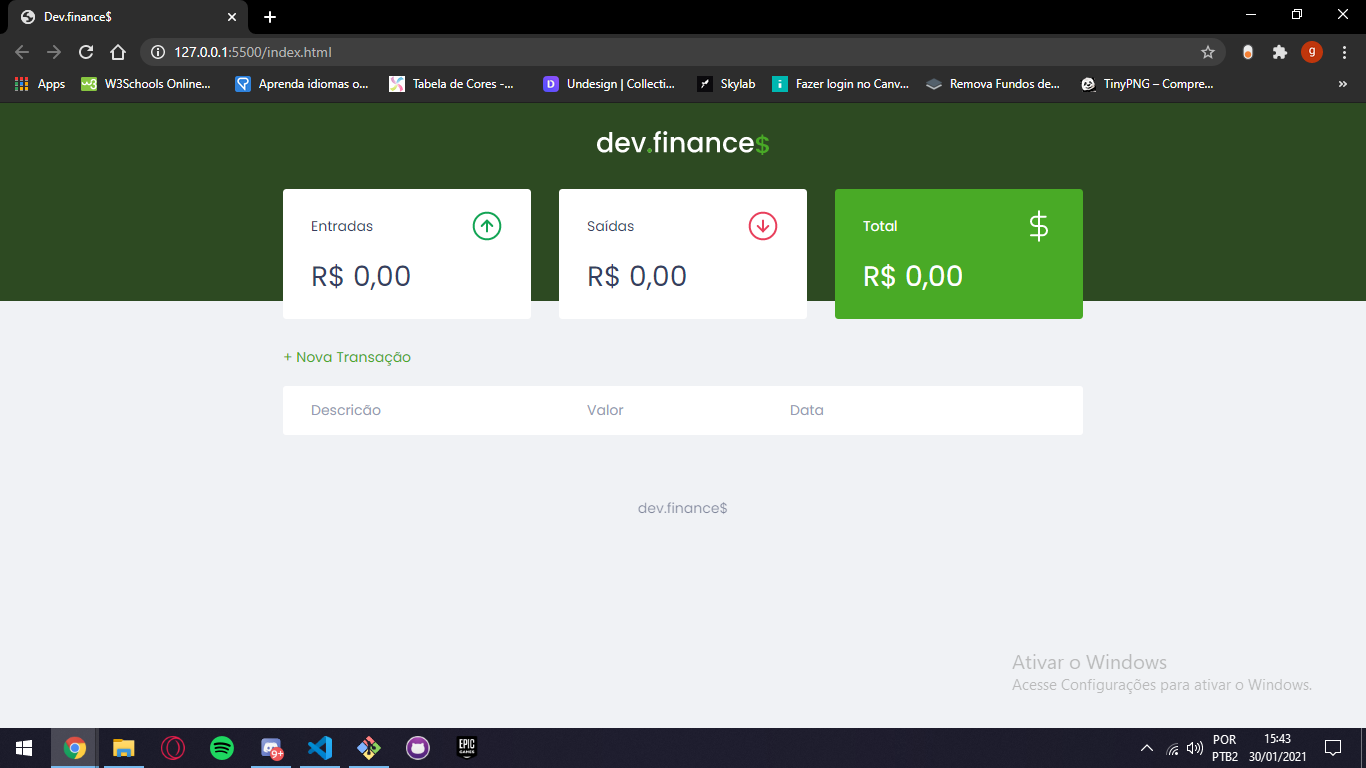 Dev.finance$
127.0.0.1:5500/index.html
g
Apps W3Schools Online... Aprenda idiomas o... Tabela de Cores -... D Undesign | Collecti... Skylab Fazer login no Canv... Remova Fundos de... TinyPNG – Compre... »
dev.finance$
Entradas
R$ 0,00
Saídas
R$ 0,00
Total $
R$ 0,00
+ Nova Transação
Descricão Valor Data
dev.finance$
Ativar o Windows
Acesse Configurações para ativar o Windows.
9+
EPIC
GAMES
POR
PTB2
15:43
30/01/2021